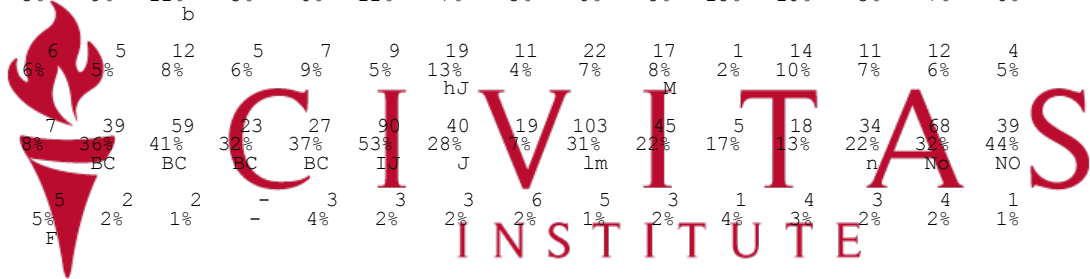 b
6 5 12 5 7 9 19 11 22 17 1 14 11 12 4
6% 5% 8% 6% 9% 5% 13% 4% 7% 8% 2% 10% 7% 6% 5%
hJ M
7 39 59 23 27 90 40 19 103 45 5 18 34 68 39
8% 36% 41% 32% 37% 53% 28% 7% 31% 22% 17% 13% 22% 32% 44%
BC BC BC BC IJ J lm n No NO
CIVITAS
5 2 2 - 3 3 3 6 5 3 1 4 3 4 1
5% 2% 1% - 4% 2% 2% 2% 1% 2% 4% 3% 2% 2% 1%
F
INSTITUTE